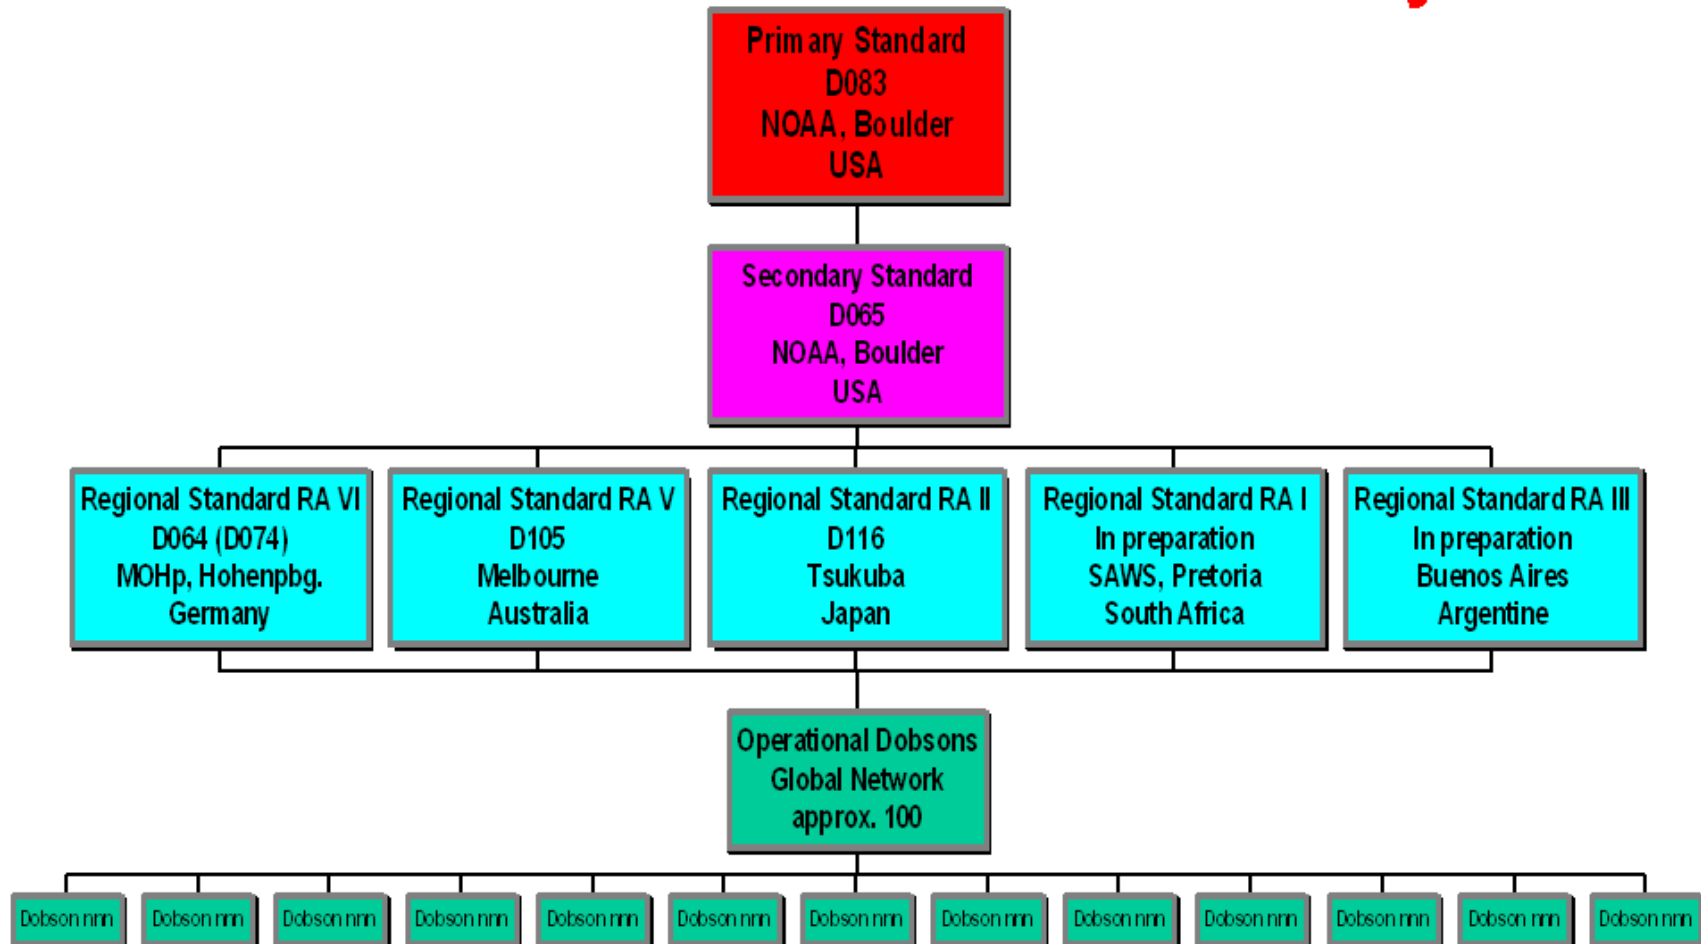 Primary Standard
D083
NOAA, Boulder
USA
Secondary Standard
D065
NOAA, Boulder
USA
Regional Standard RA VI
D064 (D074)
MOHp, Hohenpbg.
Germany
Regional Standard RA V
D105
Melbourne
Australia
Regional Standard RA II
D116
Tsukuba
Japan
Regional Standard RA I
In preparation
SAWS, Pretoria
South Africa
Regional Standard RA III
In preparation
Buenos Aires
Argentine
Operational Dobsons
Global Network
approx. 100
Dobson nnn
Dobson nnn
Dobson nnn
Dobson nnn
Dobson nnn
Dobson nnn
Dobson nnn
Dobson nnn
Dobson nnn
Dobson nnn
Dobson nnn
Dobson nnn
Dobson nnn